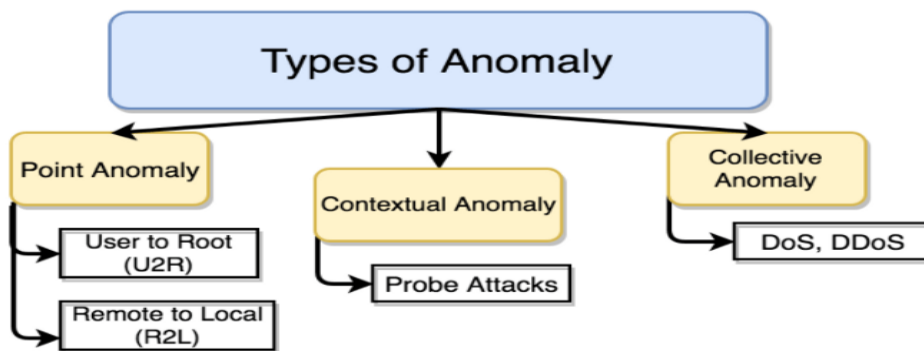 Types of Anomaly
Point Anomaly
User to Root
(U2R)
Remote to Local
(R2L)
Contextual Anomaly
Probe Attacks
Collective
Anomaly
DoS, DDoS